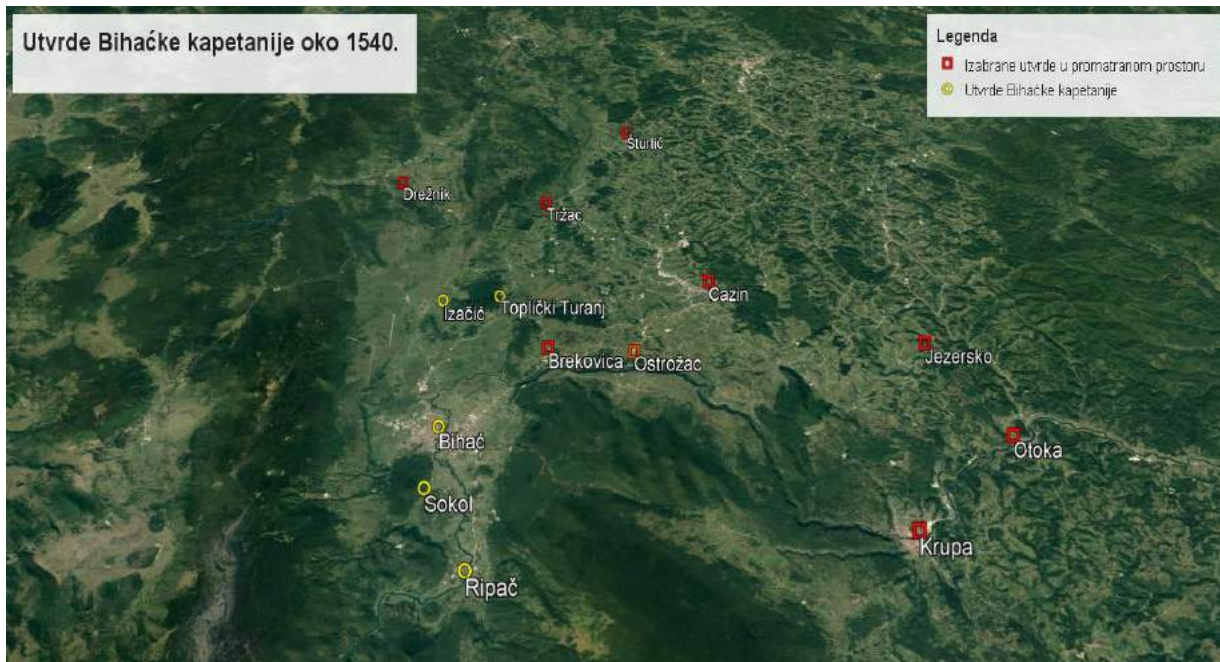 Utvrde Bihaćke kapetanije oko 1540.
Legenda
Izabrane utvrde u promatranom prostoru
Utvrde Bihaćke kapetanije
Šturlić
Drežnik
Tržac
Cazin
Izačić
Toplički Turanj
Brekovica
Ostrožac
Jezersko
Bihać
Otoka
Sokol
Krupa
Ripač